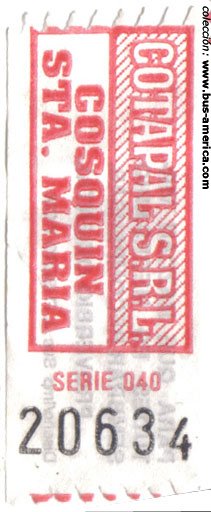 COTAPAL S.R.L.
COSQUIN
STA. MARIA
SERIE 040
20634
colección: www.bus-america.com